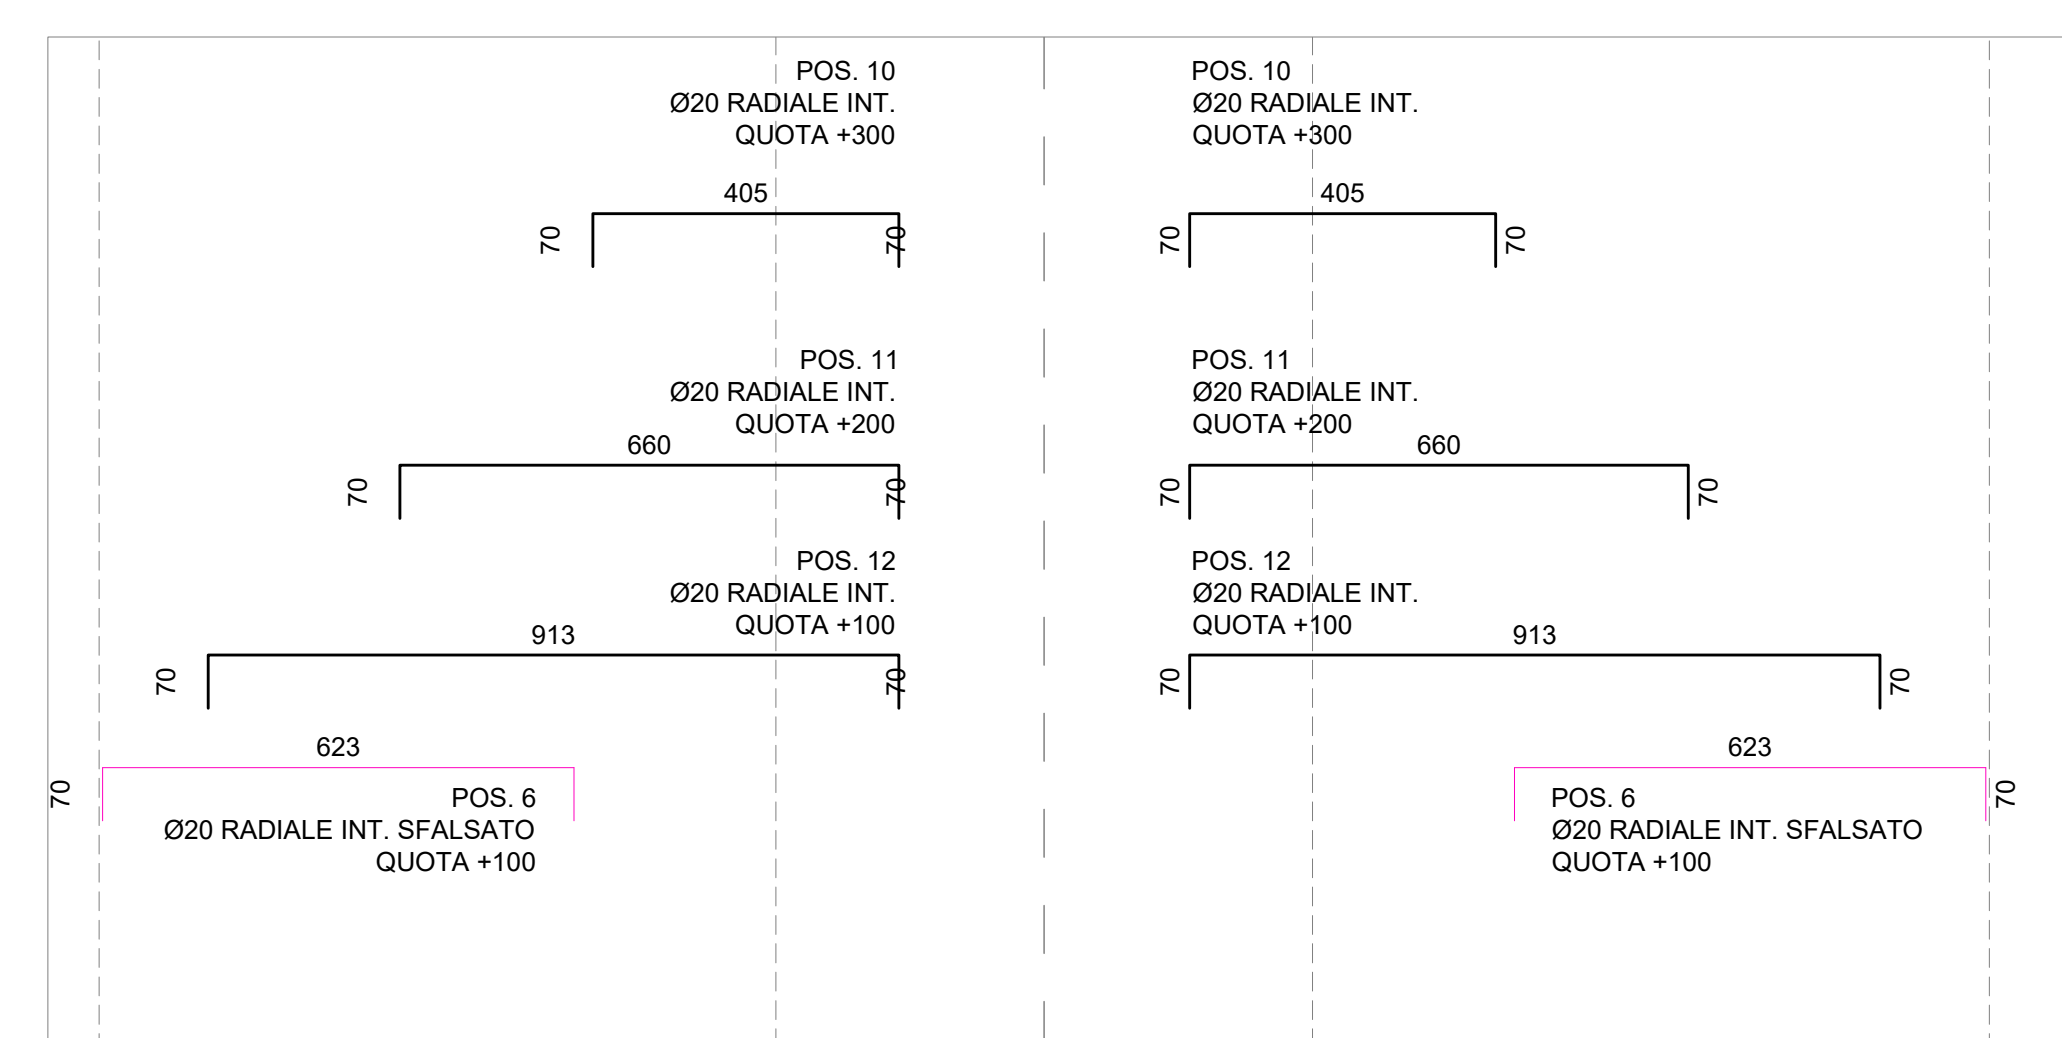 POS. 10
Ø20 RADIALE INT.
QUOTA +300
405
70
70
POS. 10
Ø20 RADIALE INT.
QUOTA +300
405
70
70
POS. 11
Ø20 RADIALE INT.
QUOTA +200
660
70
70
POS. 11
Ø20 RADIALE INT.
QUOTA +200
660
70
70
POS. 12
Ø20 RADIALE INT.
QUOTA +100
913
70
70
POS. 12
Ø20 RADIALE INT.
QUOTA +100
913
70
70
623
70
POS. 6
Ø20 RADIALE INT. SFALSATO
QUOTA +100
623
70
POS. 6
Ø20 RADIALE INT. SFALSATO
QUOTA +100